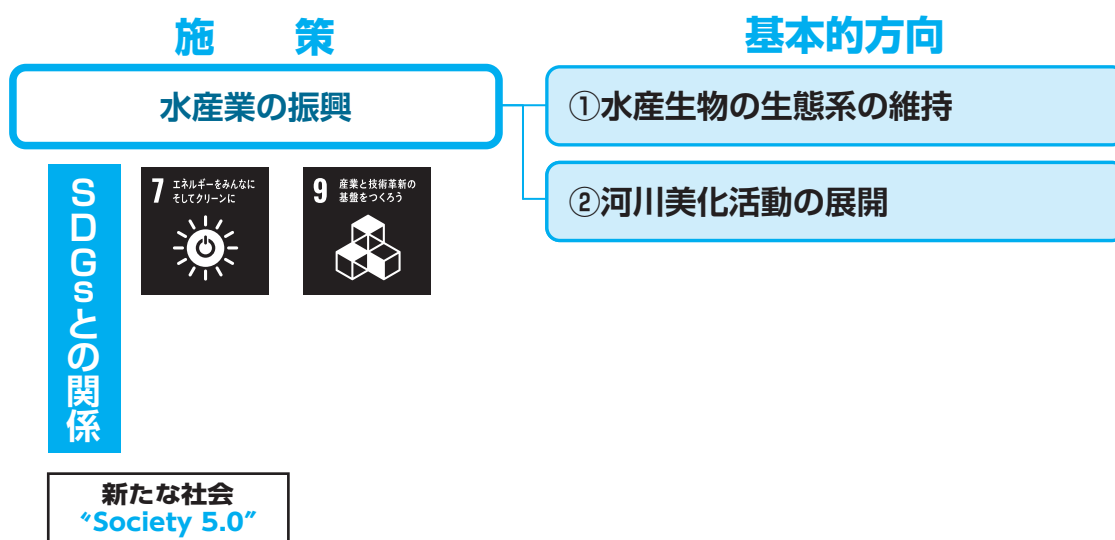 施　策
基本的方向
水産業の振興
①水産生物の生態系の維持
②河川美化活動の展開
SDGsとの関係
7 エネルギーをみんなに
そしてクリーンに
9 産業と技術革新の
基盤をつくろう
新たな社会
“Society 5.0”